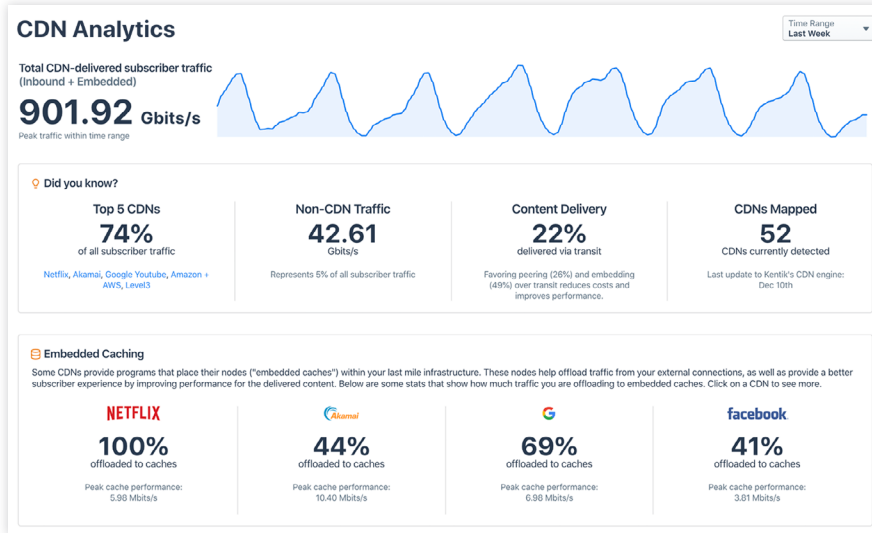 CDN Analytics
Time Range
Last Week
Total CDN-delivered subscriber traffic
(Inbound + Embedded)
901.92 Gbits/s
Peak traffic within time range
Did you know?
Top 5 CDNs
74%
of all subscriber traffic
Netflix, Akamai, Google Youtube, Amazon +
AWS, Level3
Non-CDN Traffic
42.61
Gbits/s
Represents 5% of all subscriber traffic
Content Delivery
22%
delivered via transit
Favoring peering (26%) and embedding
(49%) over transit reduces costs and
improves performance.
CDNs Mapped
52
CDNs currently detected
Last update to Kentik's CDN engine:
Dec 10th
Embedded Caching
Some CDNs provide programs that place their nodes ("embedded caches") within your last mile infrastructure. These nodes help offload traffic from your external connections, as well as provide a better
subscriber experience by improving performance for the delivered content. Below are some stats that show how much traffic you are offloading to embedded caches. Click on a CDN to see more.
NETFLIX
100%
offloaded to caches
Peak cache performance:
5.98 Mbits/s
Akamai
44%
offloaded to caches
Peak cache performance:
10.40 Mbits/s
G
69%
offloaded to caches
Peak cache performance:
6.98 Mbits/s
facebook
41%
offloaded to caches
Peak cache performance:
3.81 Mbits/s